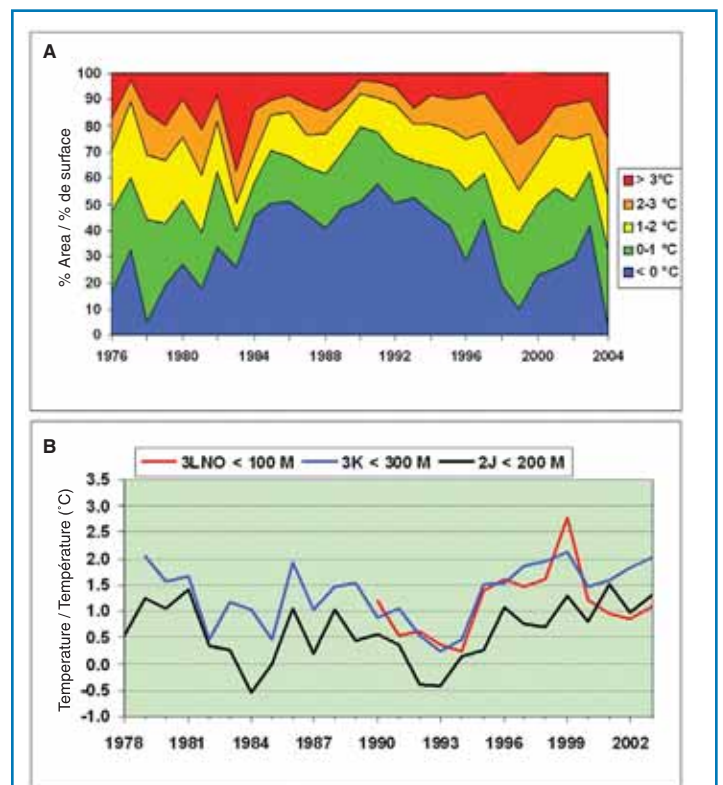 A
% Area / % de surface
100
90
80
70
60
50
40
30
20
10
0
1976 1980 1984 1988 1992 1996 2000 2004
> 3°C
2-3 °C
1-2 °C
0-1 °C
< 0 °C
B
3LNO < 100 M 3K < 300 M 2J < 200 M
Temperature / Température (˚C)
3.5
3.0
2.5
2.0
1.5
1.0
0.5
0.0
-0.5
-1.0
1978 1981 1984 1987 1990 1993 1996 1999 2002